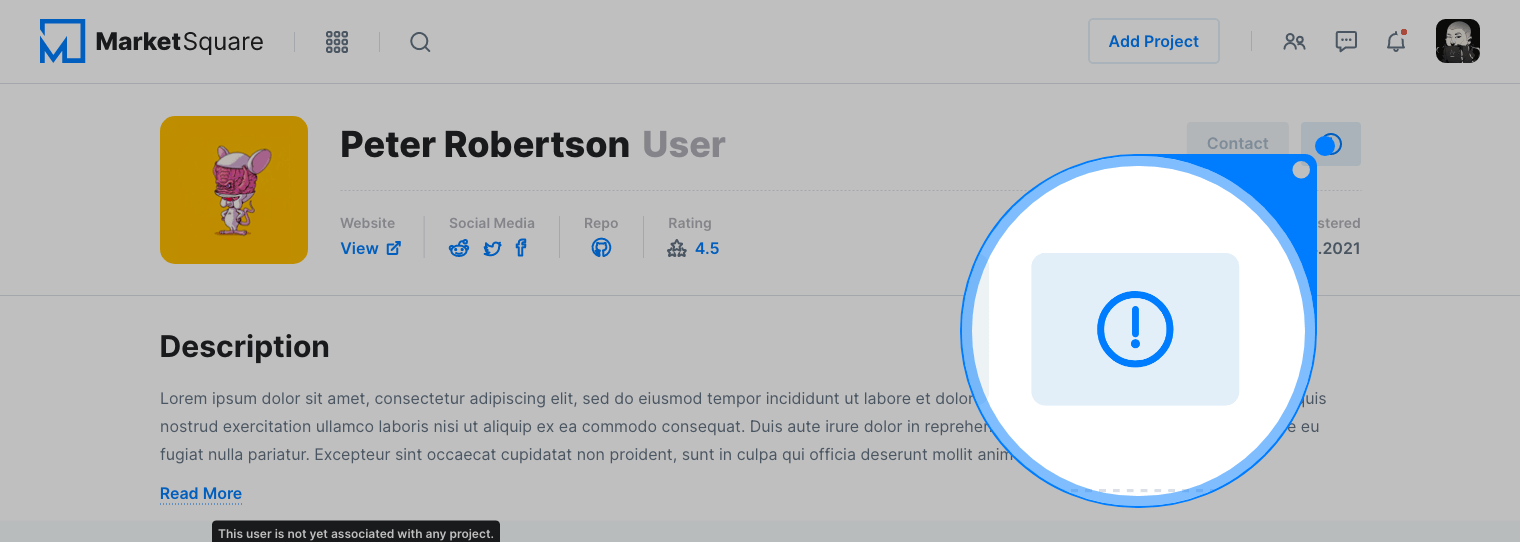 MarketSquare
Add Project
Peter Robertson User
Contact
Website
Social Media
Repo
Rating
stered
View
4.5
.2021
Description
Lorem ipsum dolor sit amet, consectetur adipiscing elit, sed do eiusmod tempor incididunt ut labore et dolor quis
nostrud exercitation ullamco laboris nisi ut aliquip ex ea commodo consequat. Duis aute irure dolor in reprehen e eu
fugiat nulla pariatur. Excepteur sint occaecat cupidatat non proident, sunt in culpa qui officia deserunt mollit anim
Read More
This user is not yet associated with any project.